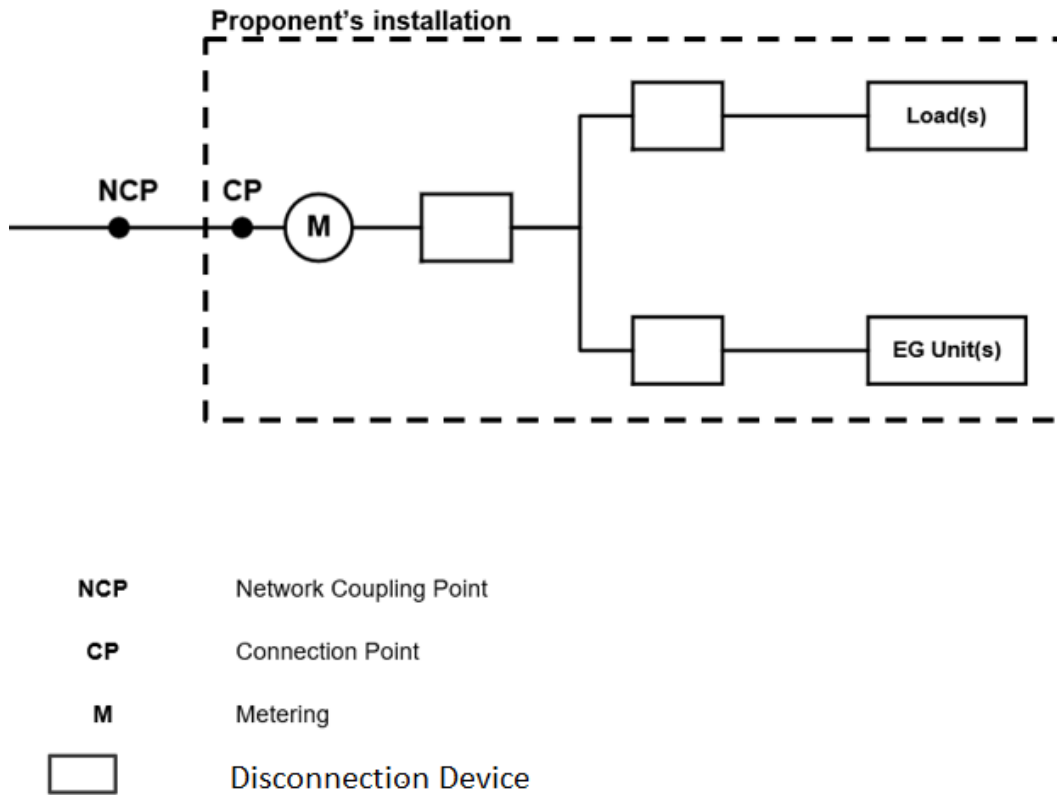 Proponent's installation
Load(s)
NCP
CP
M
EG Unit(s)
NCP Network Coupling Point
CP Connection Point
M Metering
Disconnection Device